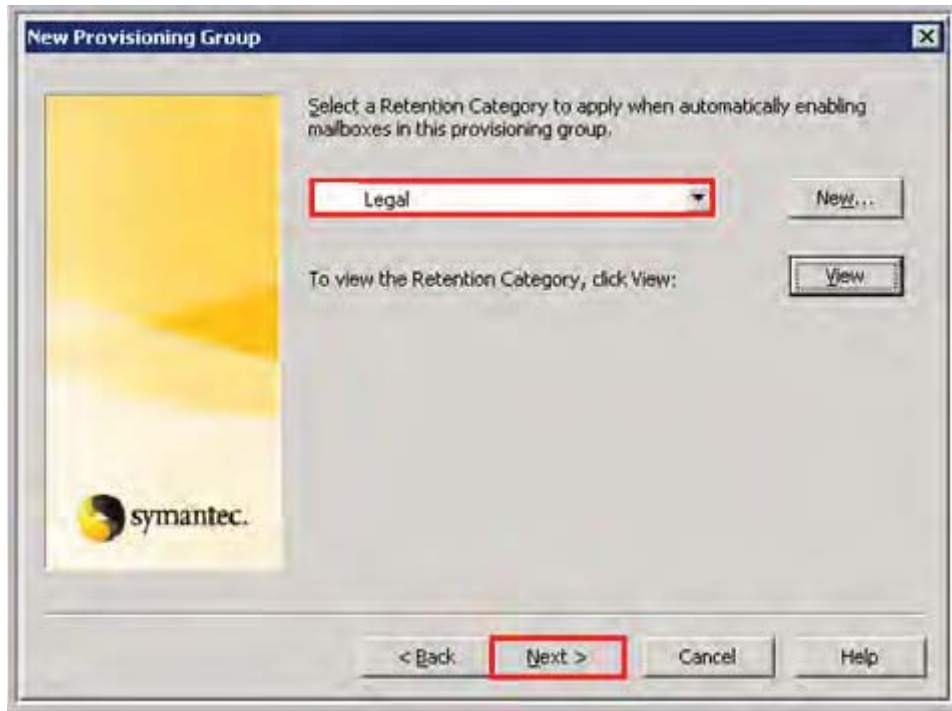 New Provisioning Group
Select a Retention Category to apply when automatically enabling
mailboxes in this provisioning group.
Legal
New...
To view the Retention Category, click View:
View
symantec.
< Back
Next >
Cancel
Help